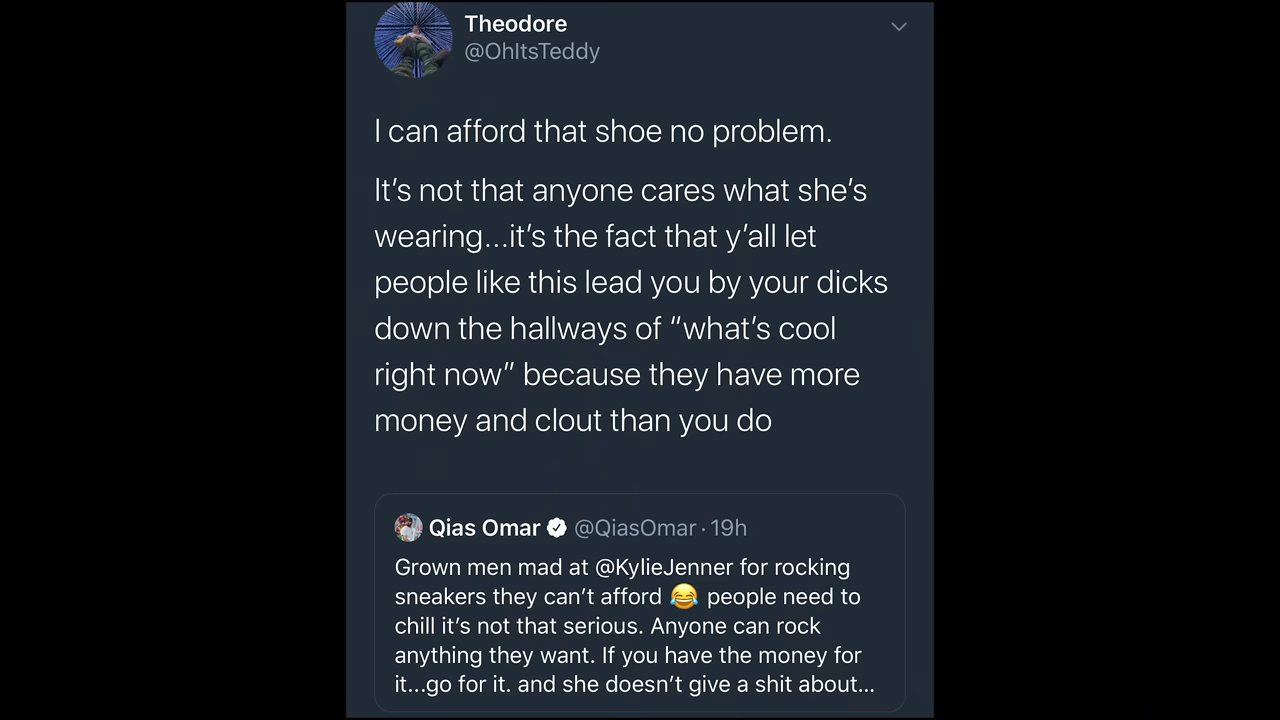 Theodore
@OhItsTeddy
I can afford that shoe no problem.
It’s not that anyone cares what she’s
wearing...it’s the fact that y’all let
people like this lead you by your dicks
down the hallways of “what’s cool
right now” because they have more
money and clout than you do
Qias Omar @QiasOmar · 19h
Grown men mad at @KylieJenner for rocking
sneakers they can’t afford 😂 people need to
chill it’s not that serious. Anyone can rock
anything they want. If you have the money for
it...go for it. and she doesn’t give a shit about...